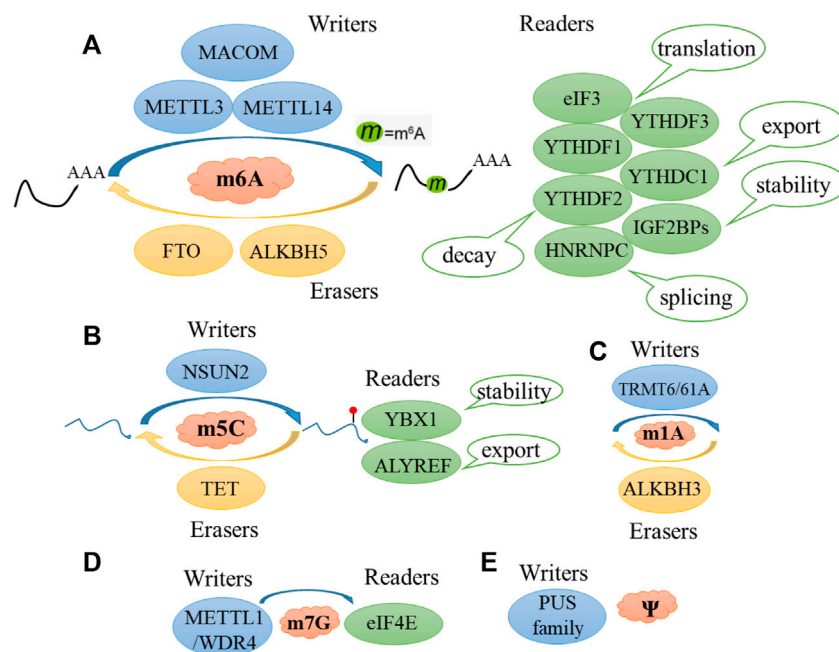 A
Writers
Readers
MACOM
METTL3
METTL14
m=m⁶A
AAA
m6A
m
AAA
FTO
ALKBH5
Erasers
translation
eIF3
YTHDF3
YTHDF1
export
YTHDC1
stability
YTHDF2
IGF2BPs
decay
HNRNPC
splicing
B
Writers
NSUN2
m5C
TET
Erasers
Readers
YBX1
stability
ALYREF
export
C
Writers
TRMT6/61A
m1A
ALKBH3
Erasers
D
Writers
Readers
METTL1
/WDR4
m7G
eIF4E
E
Writers
PUS
family
Ψ